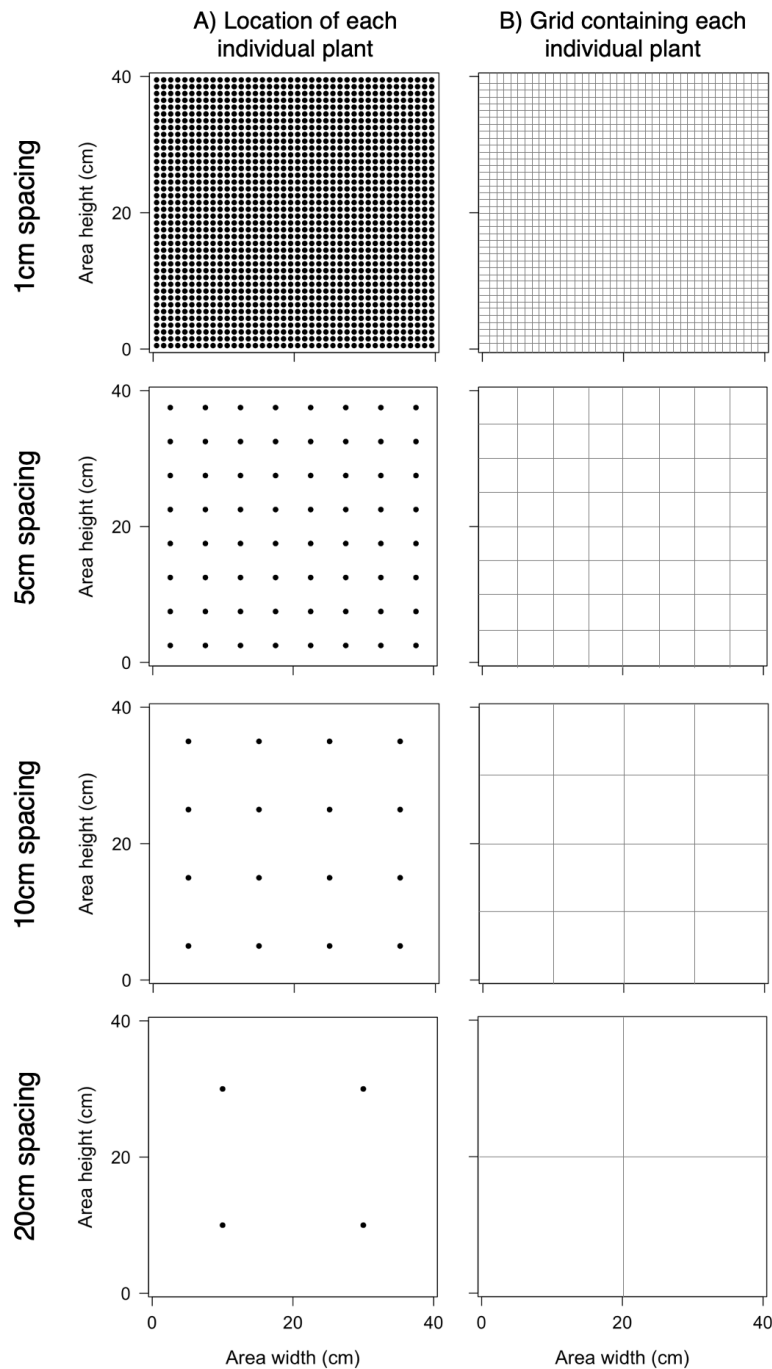 A) Location of each
individual plant
B) Grid containing each
individual plant
1cm spacing
Area height (cm)
40
20
0
5cm spacing
Area height (cm)
40
20
0
10cm spacing
Area height (cm)
40
20
0
20cm spacing
Area height (cm)
40
20
0
0 20 40
Area width (cm)
0 20 40
Area width (cm)